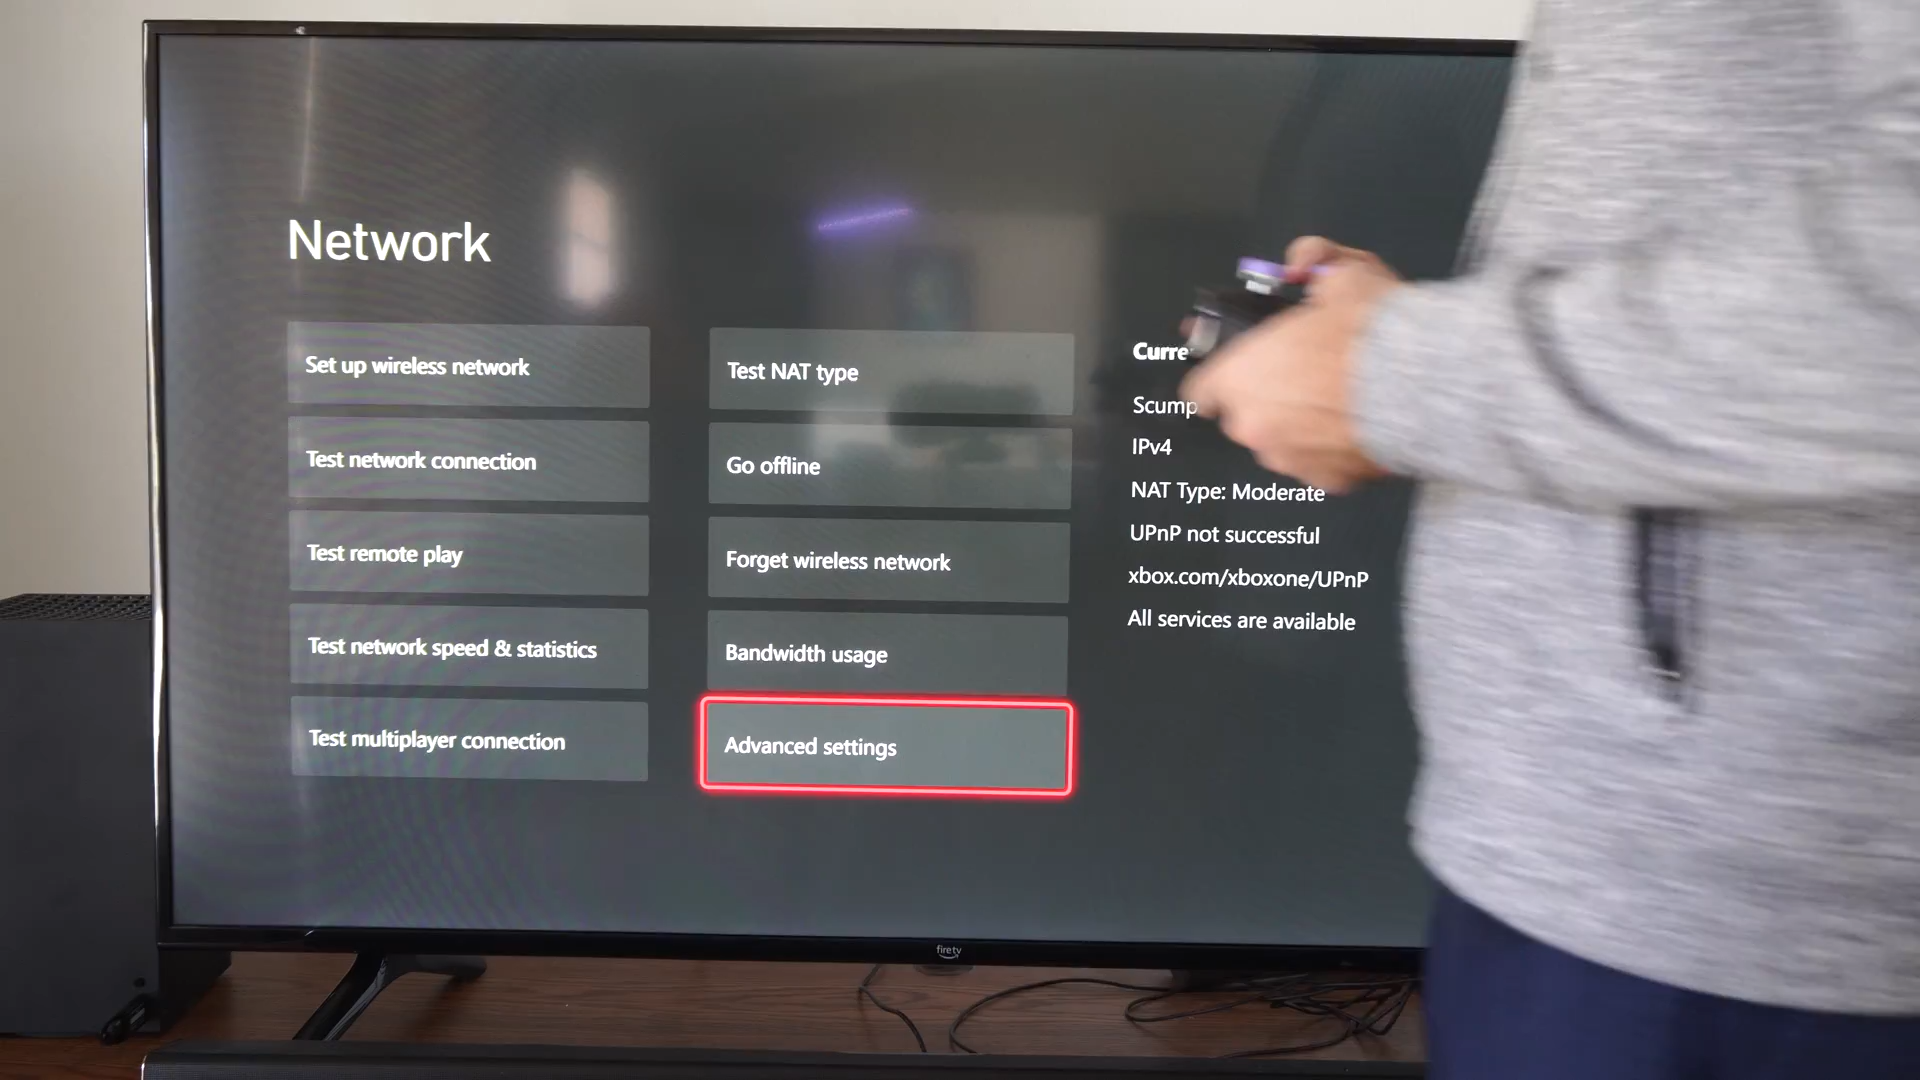 Network
Set up wireless network
Test network connection
Test remote play
Test network speed & statistics
Test multiplayer connection
Test NAT type
Go offline
Forget wireless network
Bandwidth usage
Advanced settings
IPv4
NAT Type: Moderate
UPnP not successful
xbox.com/xboxone/UPnP
All services are available
fire tv